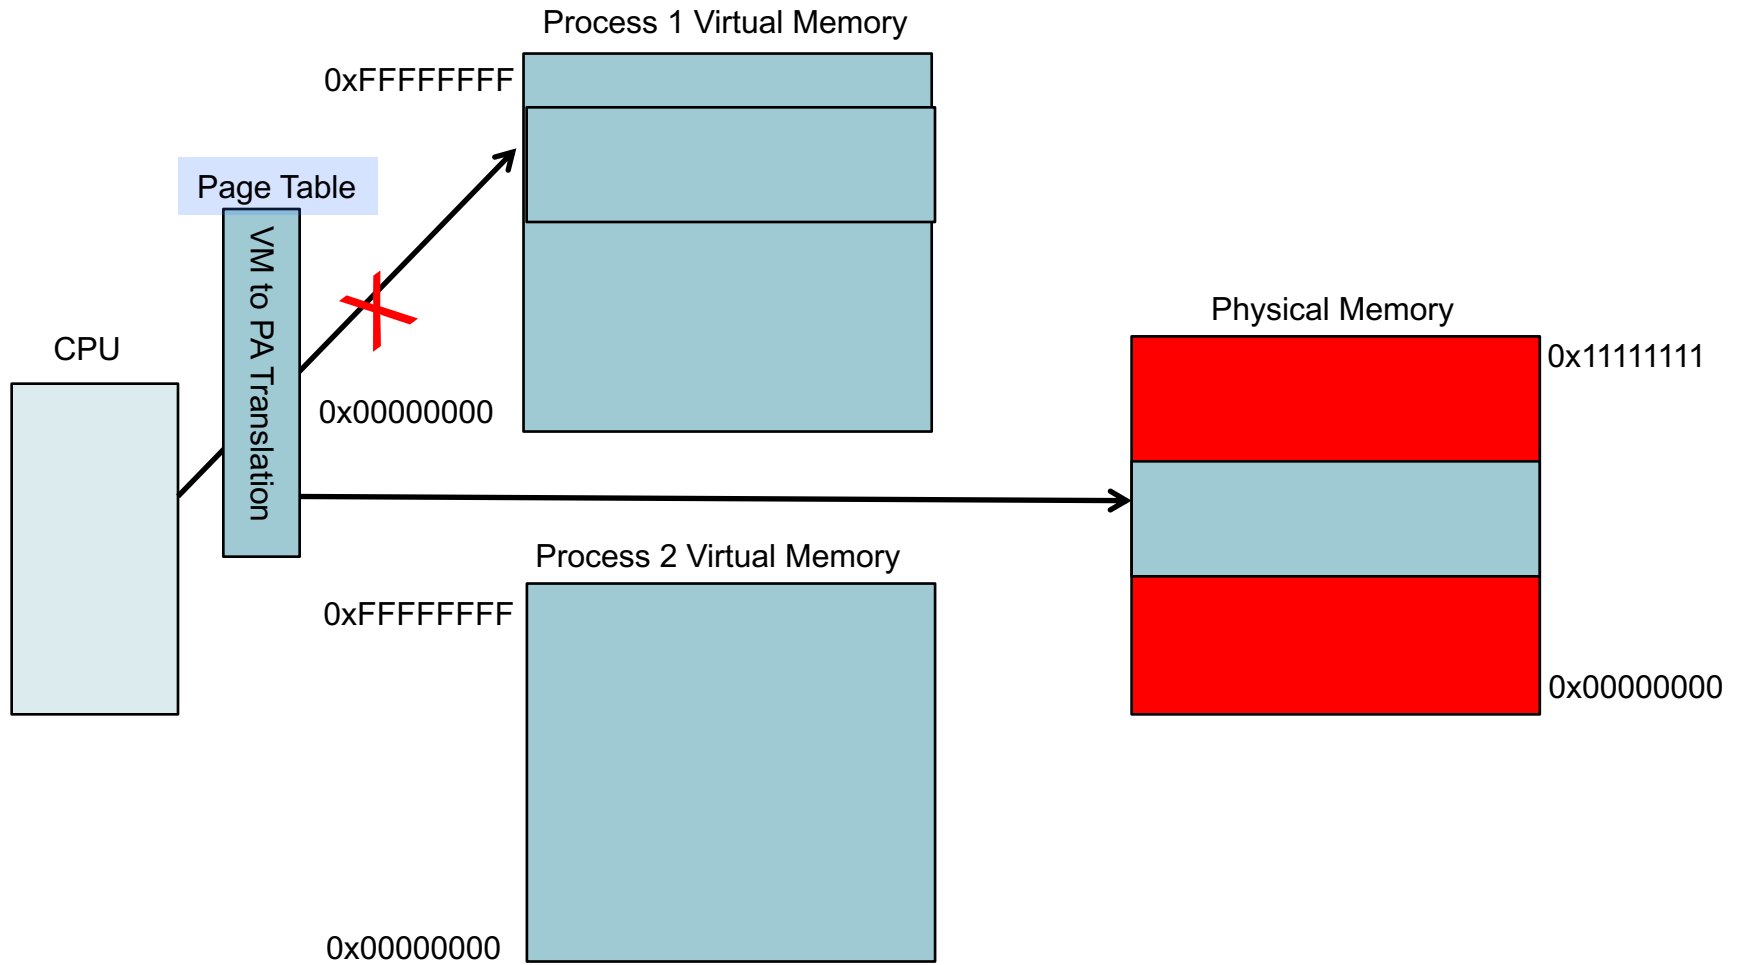 Process 1 Virtual Memory
0xFFFFFFFF
Page Table
VM to PA Translation
CPU
0x00000000
Physical Memory
0x11111111
0x00000000
Process 2 Virtual Memory
0xFFFFFFFF
0x00000000